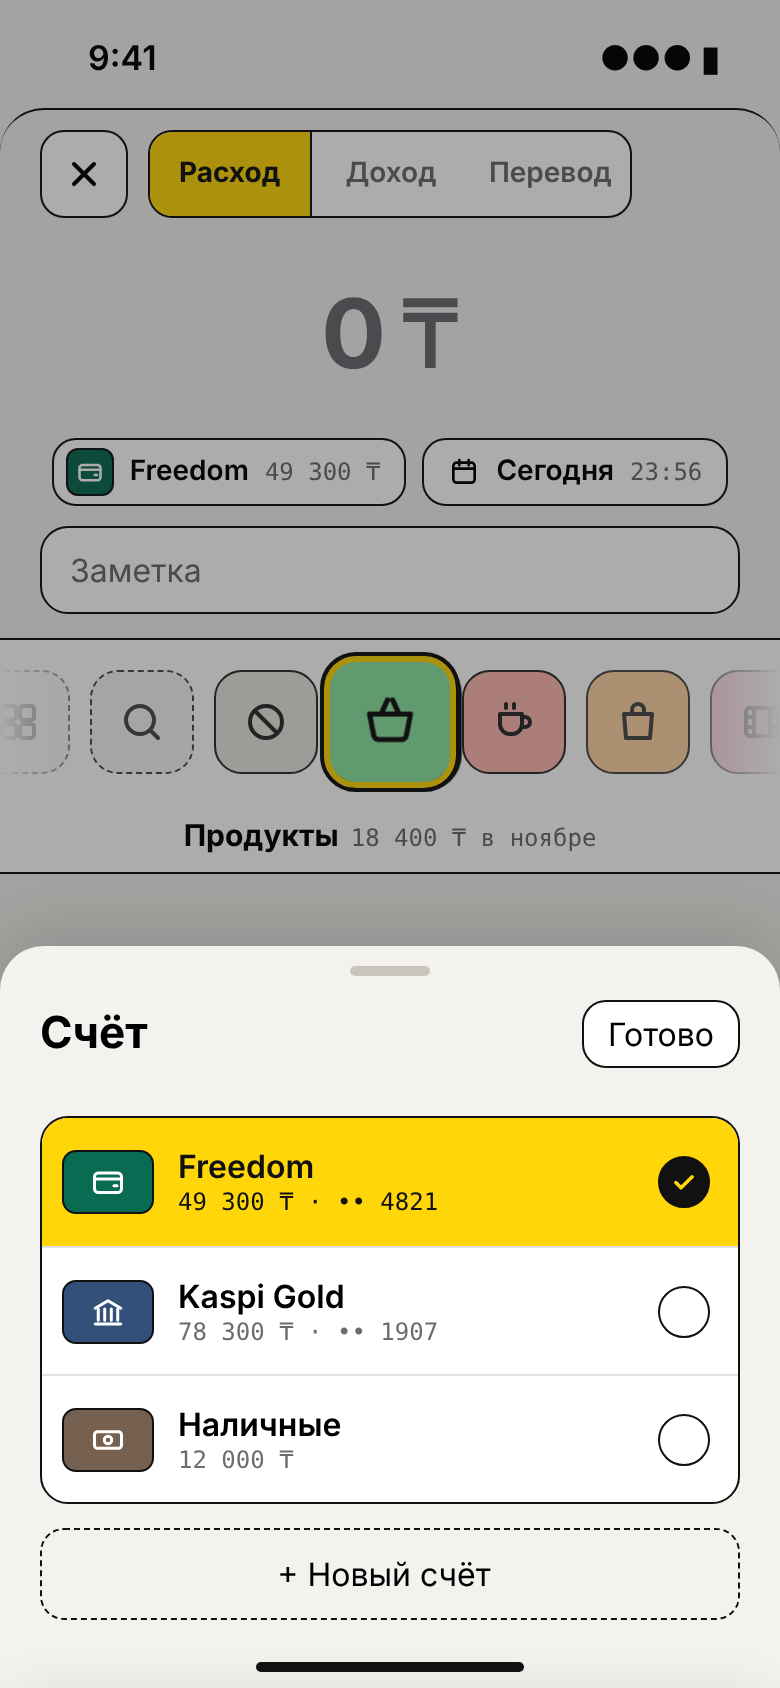 9:41
Расход Доход Перевод
0 ₸
Freedom 49 300 ₸ Сегодня 23:56
Заметка
Продукты 18 400 ₸ в ноябре
Счёт Готово
Freedom
49 300 ₸ · •• 4821
Kaspi Gold
78 300 ₸ · •• 1907
Наличные
12 000 ₸
+ Новый счёт